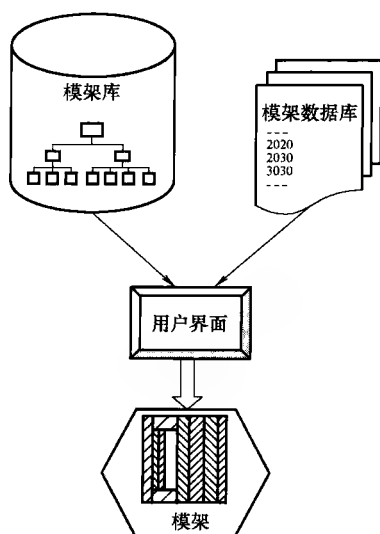 模架库
模架数据库
----
2020
2030
3030
----
用户界面
模架